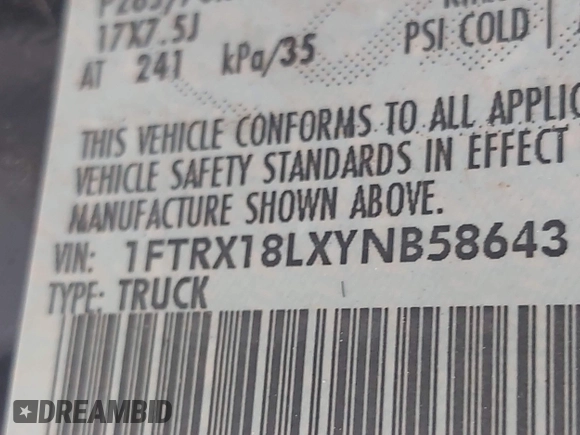 17X7.5J
AT 241 kPa/35 PSI COLD
THIS VEHICLE CONFORMS TO ALL
VEHICLE SAFETY STANDARDS IN EFFECT
MANUFACTURE SHOWN ABOVE.
VIN: 1FTRX18LXYNB58643
TYPE: TRUCK
DREAMBID